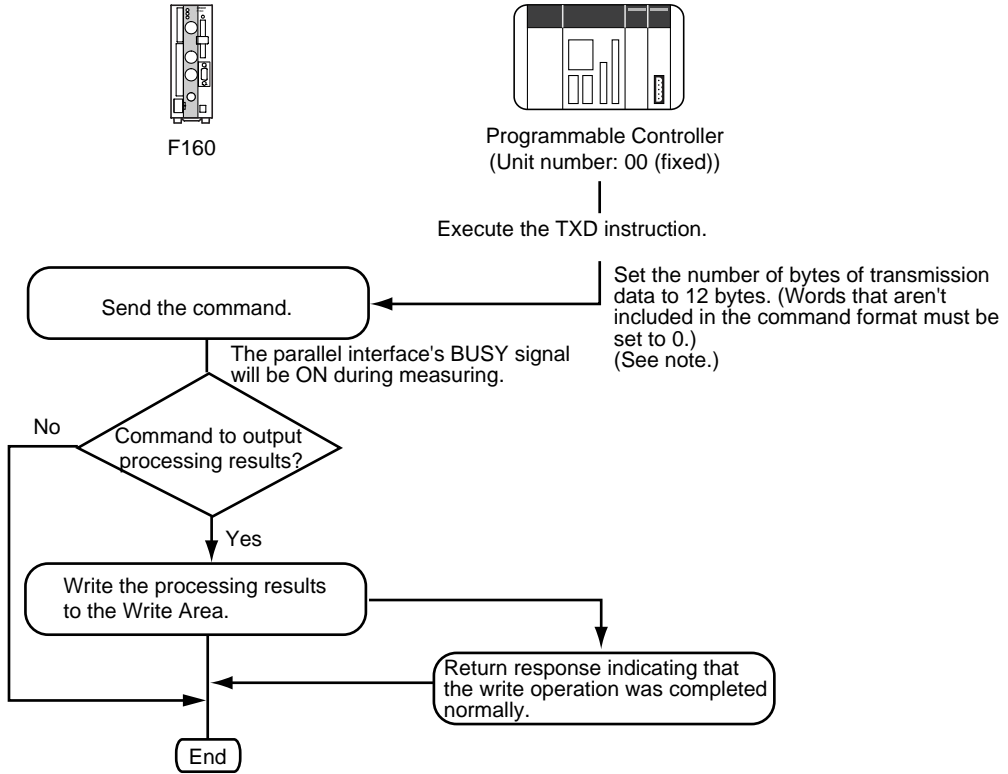 F160
Programmable Controller
(Unit number: 00 (fixed))
Execute the TXD instruction.
Set the number of bytes of transmission
data to 12 bytes. (Words that aren't
included in the command format must be
set to 0.)
(See note.)
Send the command.
The parallel interface's BUSY signal
will be ON during measuring.
No
Command to output
processing results?
Yes
Write the processing results
to the Write Area.
Return response indicating that
the write operation was completed
normally.
End